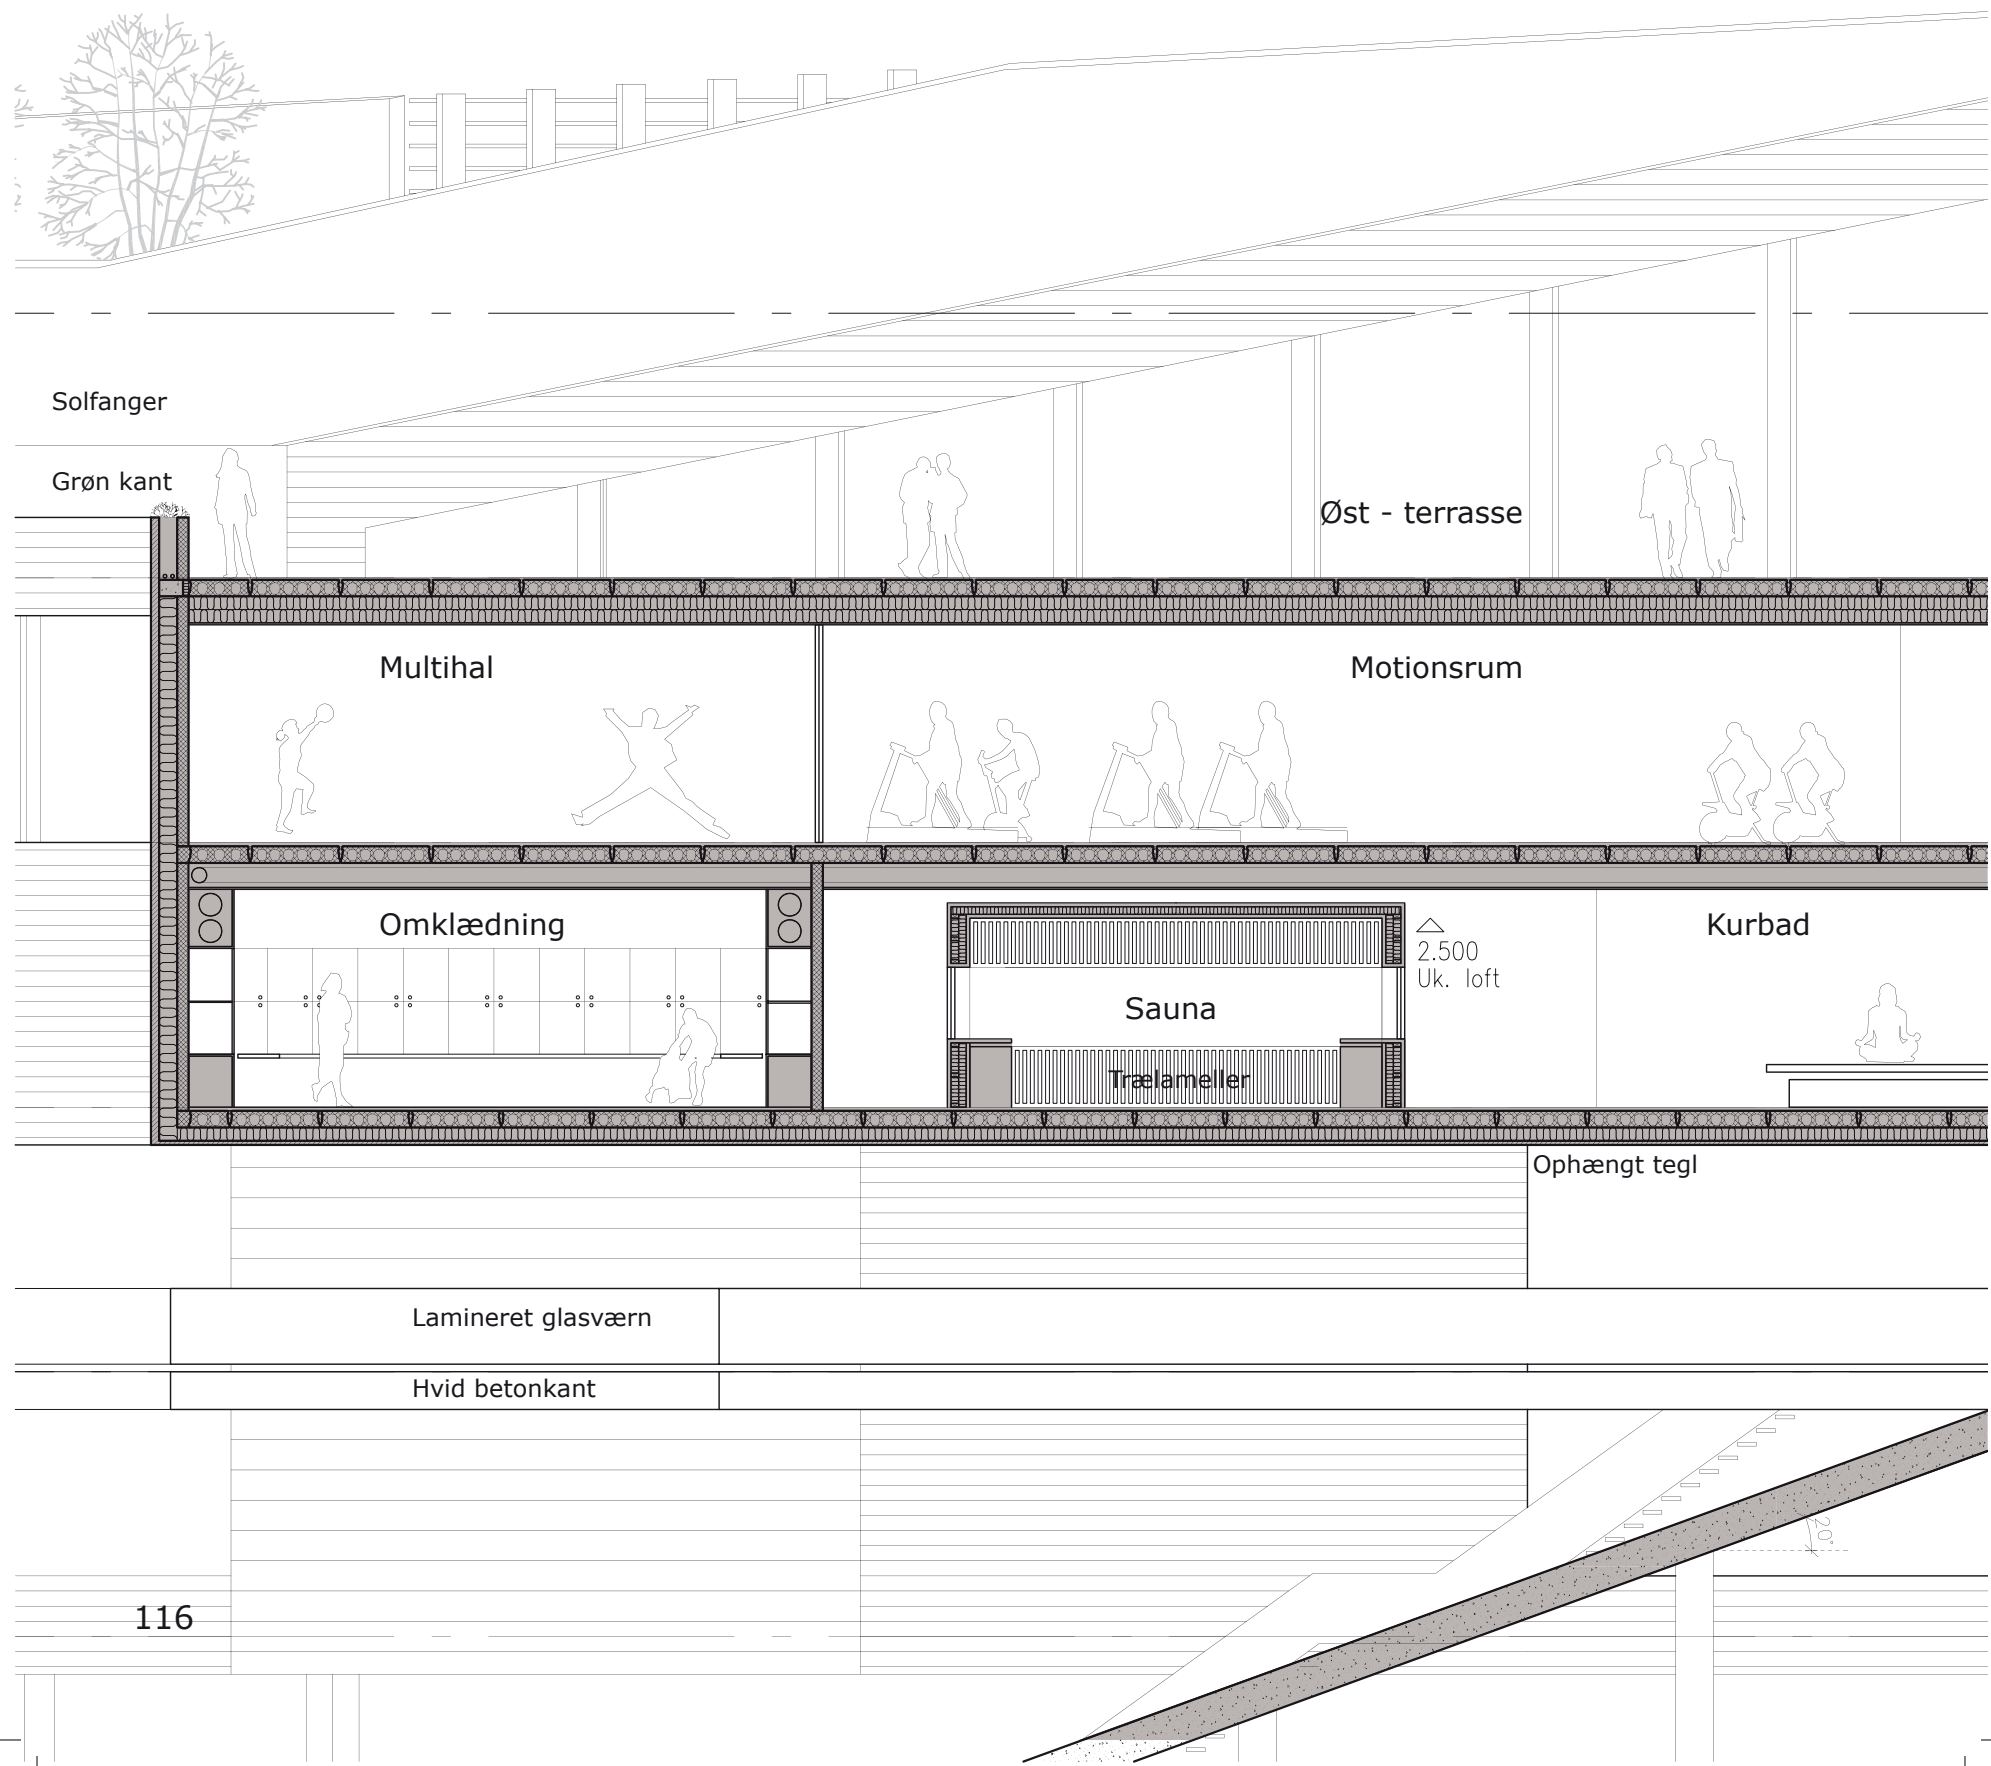 Solfanger
Grøn kant
Øst - terrasse
Multihal
Motionsrum
Omklædning
Kurbad
2.500
Uk. loft
Sauna
Trælameller
Ophængt tegl
Lamineret glasværn
Hvid betonkant
20°
116